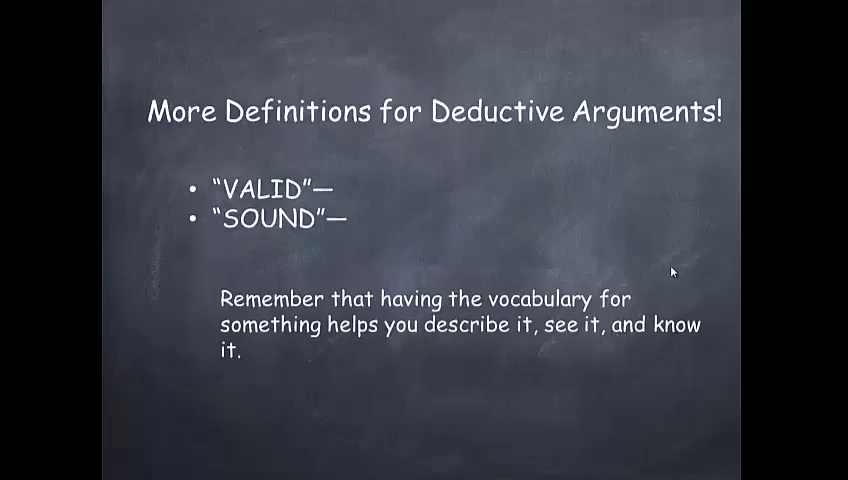 More Definitions for Deductive Arguments!
• “VALID”—
• “SOUND”—
Remember that having the vocabulary for
something helps you describe it, see it, and know
it.